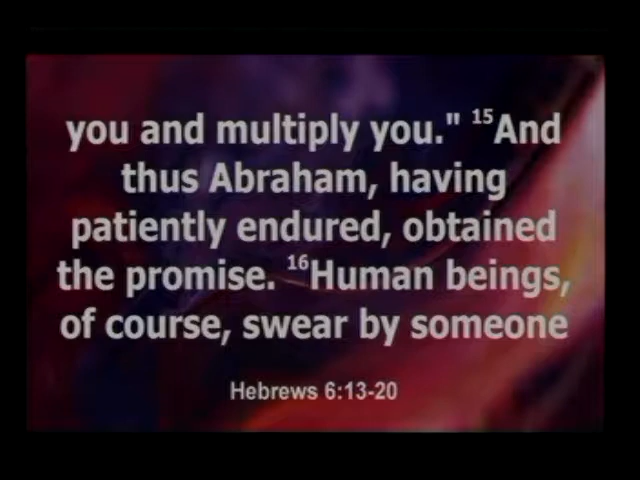 you and multiply you." ¹⁵And
thus Abraham, having
patiently endured, obtained
the promise. ¹⁶Human beings,
of course, swear by someone
Hebrews 6:13-20